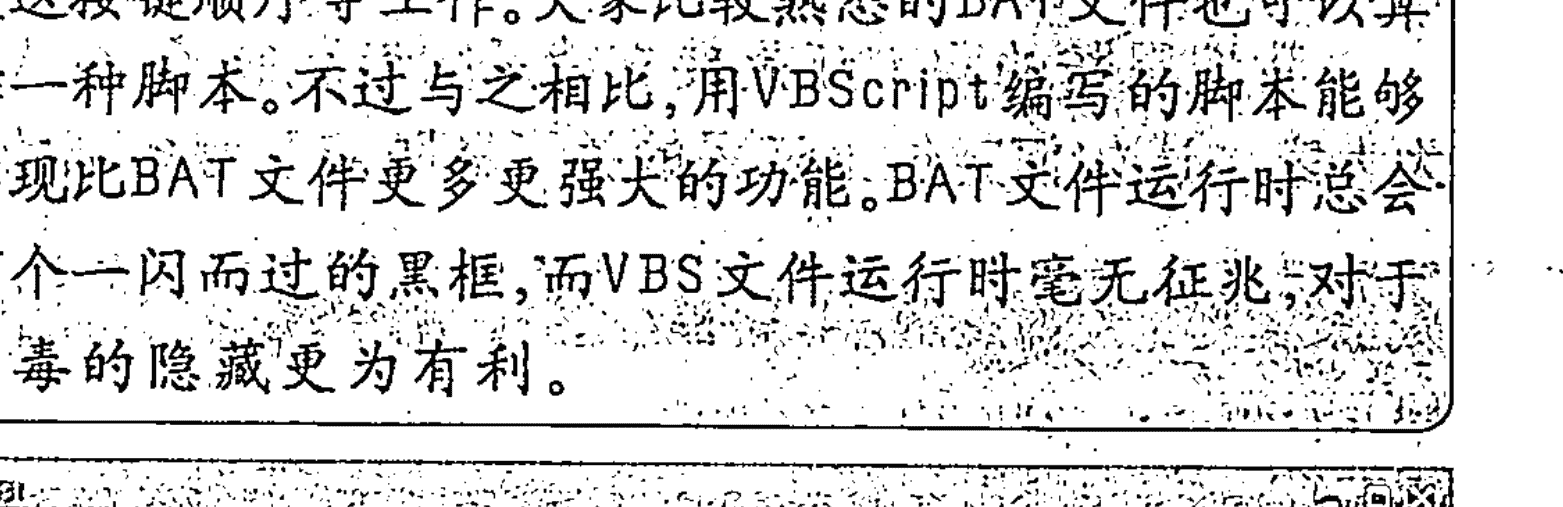 按键顺序等工作。大家比较熟悉的BAT文件也可以算
一种脚本。不过与之相比,用VBScript编写的脚本能够
现比BAT文件更多更强大的功能。BAT文件运行时总会
个一闪而过的黑框,而VBS文件运行时毫无征兆,对于
毒的隐藏更为有利。